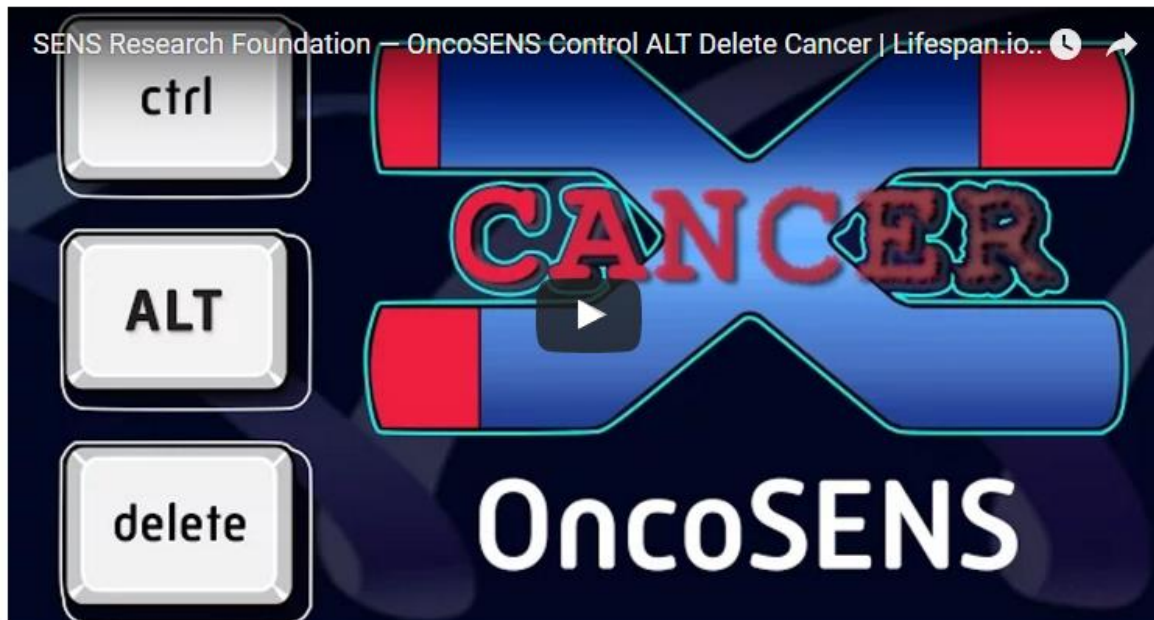 SENS Research Foundation — OncoSENS Control ALT Delete Cancer | Lifespan.io..
ctrl
CANCER
ALT
delete
OncoSENS